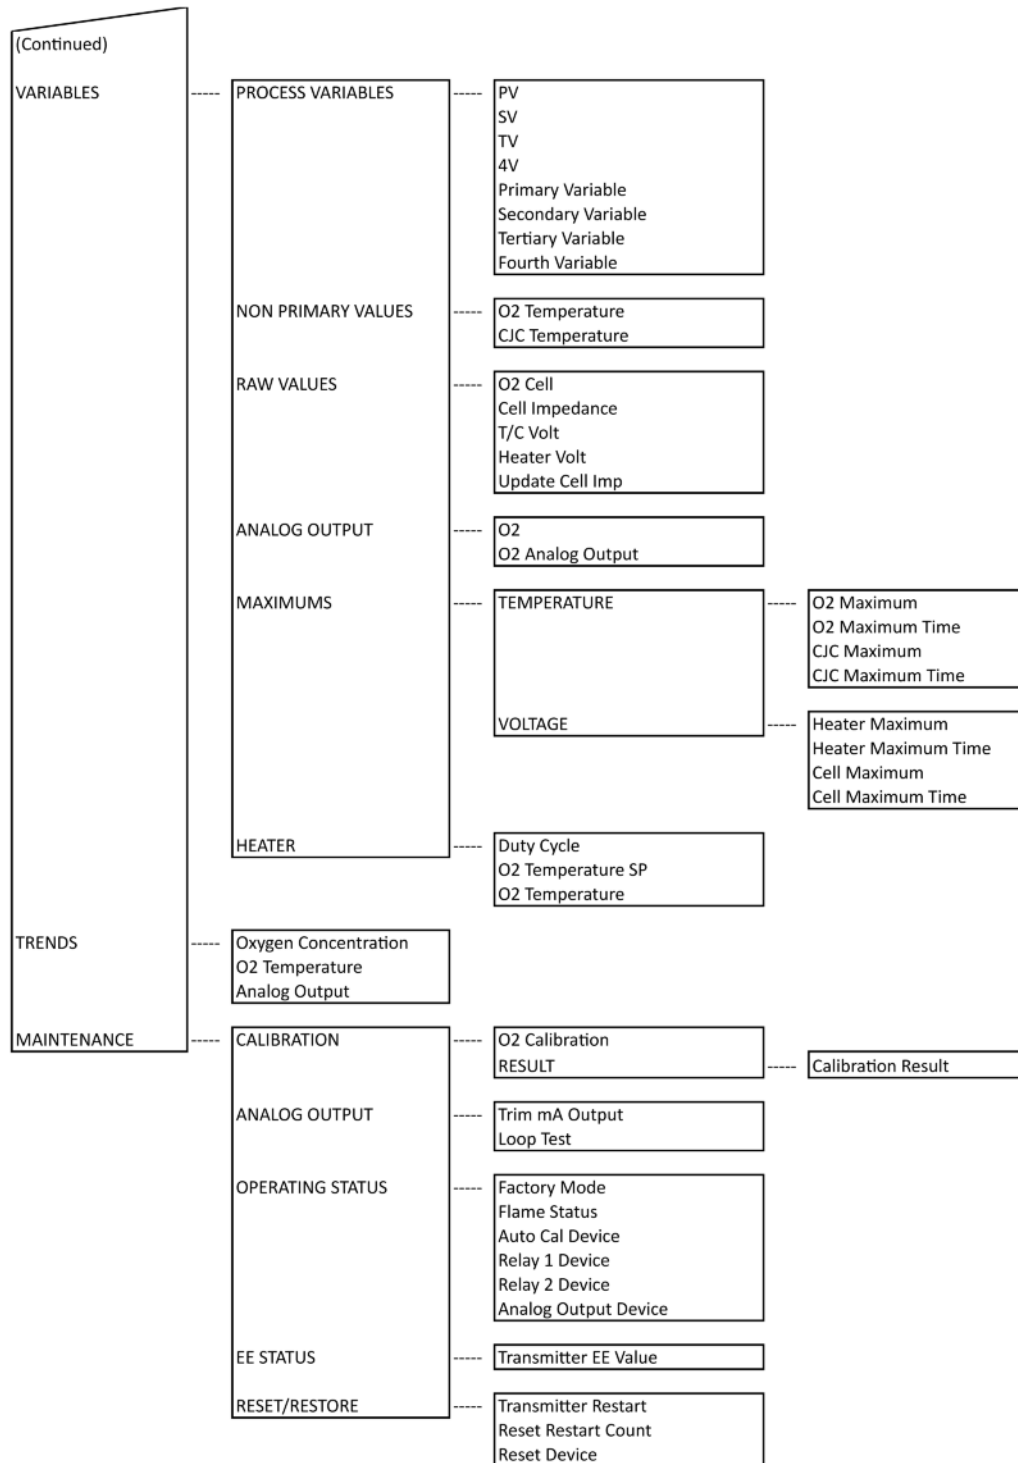 (Continued)
VARIABLES ----- PROCESS VARIABLES ----- PV
SV
TV
4V
Primary Variable
Secondary Variable
Tertiary Variable
Fourth Variable
NON PRIMARY VALUES ----- O2 Temperature
CJC Temperature
RAW VALUES ----- O2 Cell
Cell Impedance
T/C Volt
Heater Volt
Update Cell Imp
ANALOG OUTPUT ----- O2
O2 Analog Output
MAXIMUMS ----- TEMPERATURE ----- O2 Maximum
O2 Maximum Time
CJC Maximum
CJC Maximum Time
VOLTAGE ----- Heater Maximum
Heater Maximum Time
Cell Maximum
Cell Maximum Time
HEATER ----- Duty Cycle
O2 Temperature SP
O2 Temperature
TRENDS ----- Oxygen Concentration
O2 Temperature
Analog Output
MAINTENANCE ----- CALIBRATION ----- O2 Calibration
RESULT ----- Calibration Result
ANALOG OUTPUT ----- Trim mA Output
Loop Test
OPERATING STATUS ----- Factory Mode
Flame Status
Auto Cal Device
Relay 1 Device
Relay 2 Device
Analog Output Device
EE STATUS ----- Transmitter EE Value
RESET/RESTORE ----- Transmitter Restart
Reset Restart Count
Reset Device